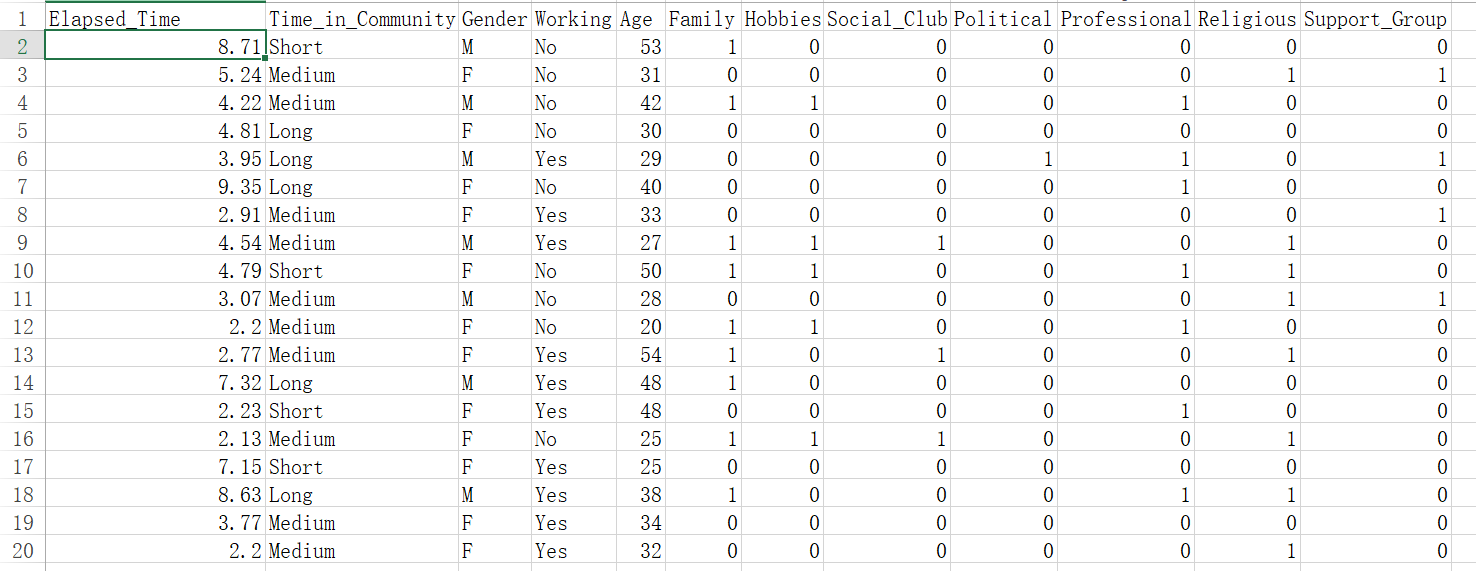 1 Elapsed_Time Time_in_Community Gender Working Age Family Hobbies Social_Club Political Professional Religious Support_Group
2 8.71 Short M No 53 1 0 0 0 0 0 0
3 5.24 Medium F No 31 0 0 0 0 0 1 1
4 4.22 Medium M No 42 1 1 0 0 1 0 0
5 4.81 Long F No 30 0 0 0 0 0 0 0
6 3.95 Long M Yes 29 0 0 0 1 1 0 1
7 9.35 Long F No 40 0 0 0 0 1 0 0
8 2.91 Medium F Yes 33 0 0 0 0 0 0 1
9 4.54 Medium M Yes 27 1 1 1 0 0 1 0
10 4.79 Short F No 50 1 1 0 0 1 1 0
11 3.07 Medium M No 28 0 0 0 0 0 1 1
12 2.2 Medium F No 20 1 1 0 0 1 0 0
13 2.77 Medium F Yes 54 1 0 1 0 0 1 0
14 7.32 Long M Yes 48 1 0 0 0 0 0 0
15 2.23 Short F Yes 48 0 0 0 0 1 0 0
16 2.13 Medium F No 25 1 1 1 0 0 1 0
17 7.15 Short F Yes 25 0 0 0 0 0 0 0
18 8.63 Long M Yes 38 1 0 0 0 1 1 0
19 3.77 Medium F Yes 34 0 0 0 0 0 0 0
20 2.2 Medium F Yes 32 0 0 0 0 0 1 0